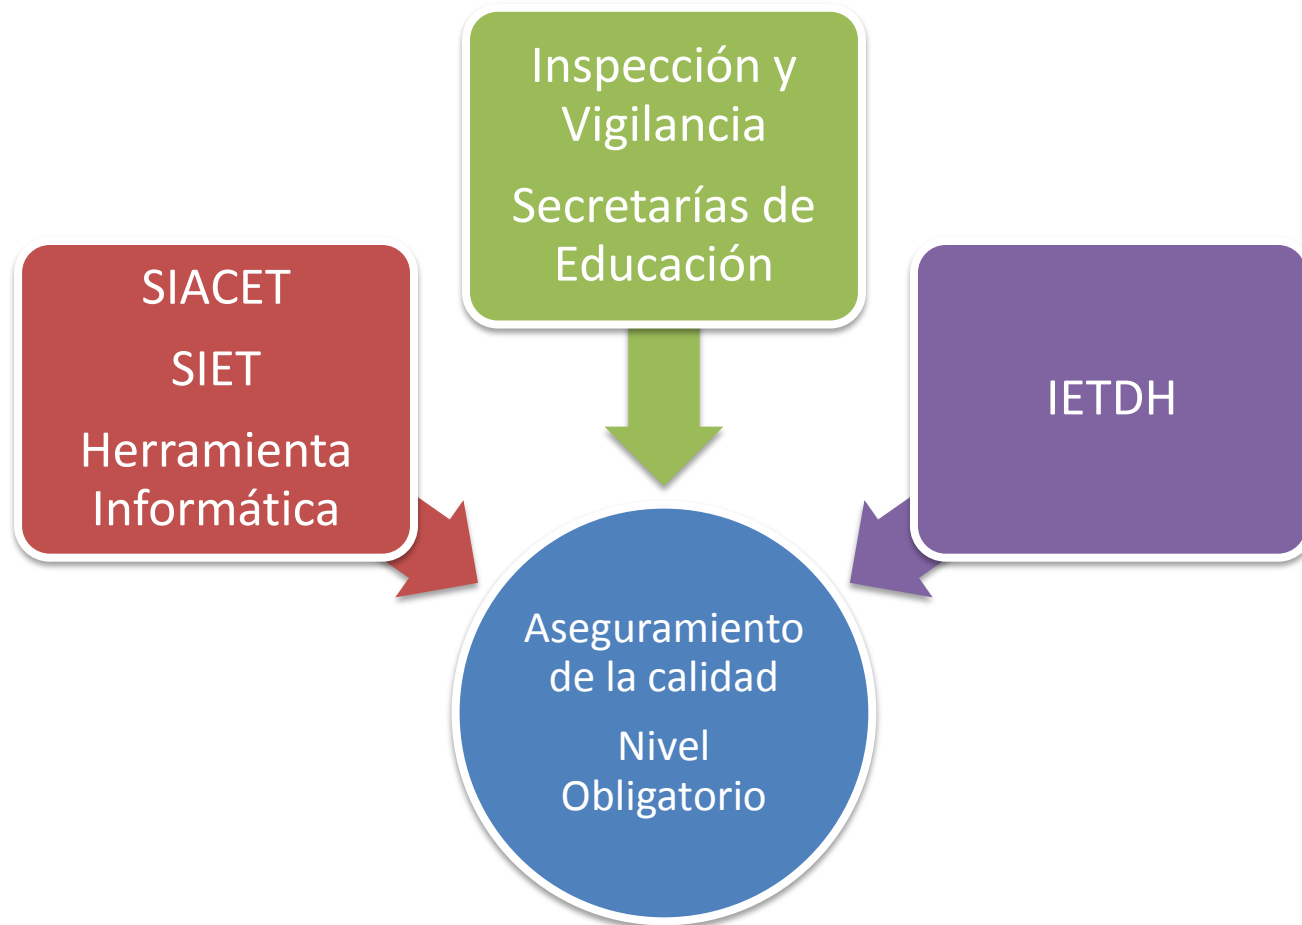 Inspección y
Vigilancia
Secretarías de
Educación
SIACET
SIET
Herramienta
Informática
IETDH
Aseguramiento
de la calidad
Nivel
Obligatorio